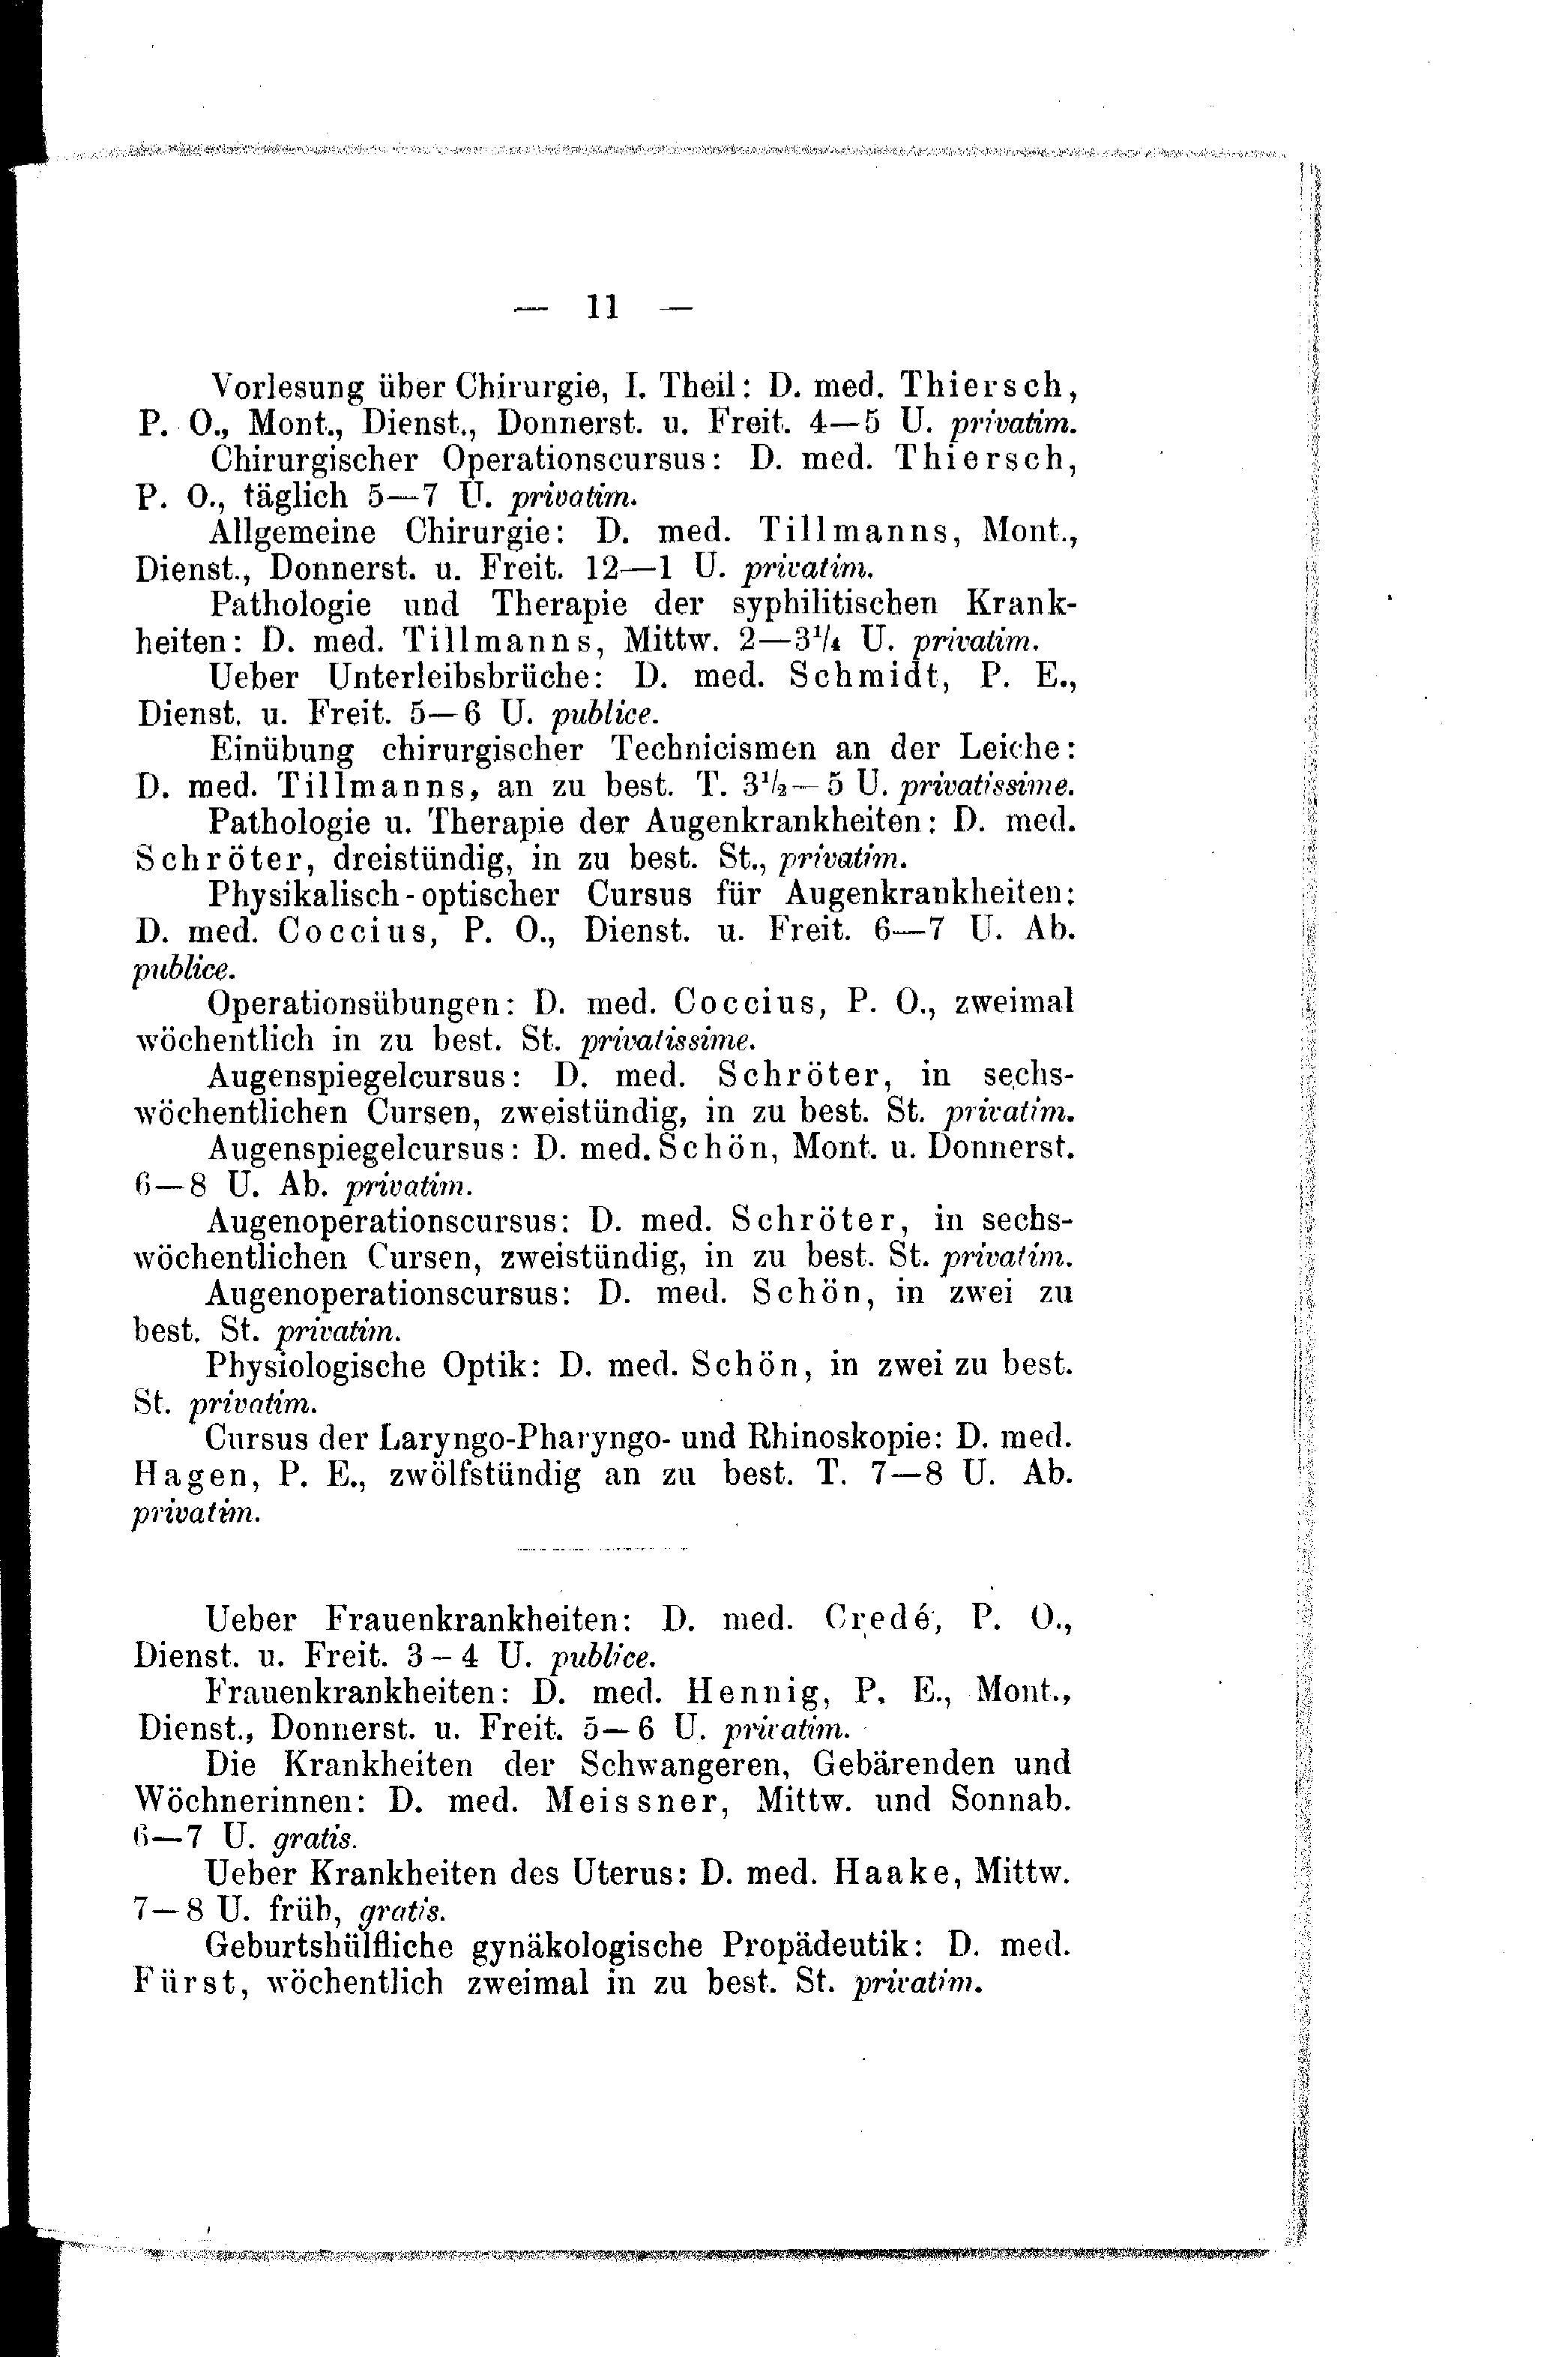 — 11 —
Vorlesung über Chirurgie, I. Theil: D. med. Thiersch,
P. O., Mont., Dienst., Donnerst. u. Freit. 4—5 U. privatim.
Chirurgischer Operationscursus: D. med. Thiersch,
P. O., täglich 5—7 U. privatim.
Allgemeine Chirurgie: D. med. Tillmanns, Mont.,
Dienst., Donnerst. u. Freit. 12—1 U. privatim.
Pathologie und Therapie der syphilitischen Krank-
heiten: D. med. Tillmanns, Mittw. 2—3¼ U. privatim.
Ueber Unterleibsbrüche: D. med. Schmidt, P. E.,
Dienst. u. Freit. 5—6 U. publice.
Einübung chirurgischer Technicismen an der Leiche:
D. med. Tillmanns, an zu best. T. 3½—5 U. privatissime.
Pathologie u. Therapie der Augenkrankheiten: D. med.
Schröter, dreistündig, in zu best. St., privatim.
Physikalisch-optischer Cursus für Augenkrankheiten:
D. med. Coccius, P. O., Dienst. u. Freit. 6—7 U. Ab.
publice.
Operationsübungen: D. med. Coccius, P. O., zweimal
wöchentlich in zu best. St. privatissime.
Augenspiegelcursus: D. med. Schröter, in sechs-
wöchentlichen Cursen, zweistündig, in zu best. St. privatim.
Augenspiegelcursus: D. med. Schön, Mont. u. Donnerst.
6—8 U. Ab. privatim.
Augenoperationscursus: D. med. Schröter, in sechs-
wöchentlichen Cursen, zweistündig, in zu best. St. privatim.
Augenoperationscursus: D. med. Schön, in zwei zu
best. St. privatim.
Physiologische Optik: D. med. Schön, in zwei zu best.
St. privatim.
Cursus der Laryngo-Pharyngo- und Rhinoskopie: D. med.
Hagen, P. E., zwölfstündig an zu best. T. 7—8 U. Ab.
privatim.
Ueber Frauenkrankheiten: D. med. Credé, P. O.,
Dienst. u. Freit. 3—4 U. publice.
Frauenkrankheiten: D. med. Hennig, P. E., Mont.,
Dienst., Donnerst. u. Freit. 5—6 U. privatim.
Die Krankheiten der Schwangeren, Gebärenden und
Wöchnerinnen: D. med. Meissner, Mittw. und Sonnab.
6—7 U. gratis.
Ueber Krankheiten des Uterus: D. med. Haake, Mittw.
7—8 U. früh, gratis.
Geburtshülfliche gynäkologische Propädeutik: D. med.
Fürst, wöchentlich zweimal in zu best. St. privatim.